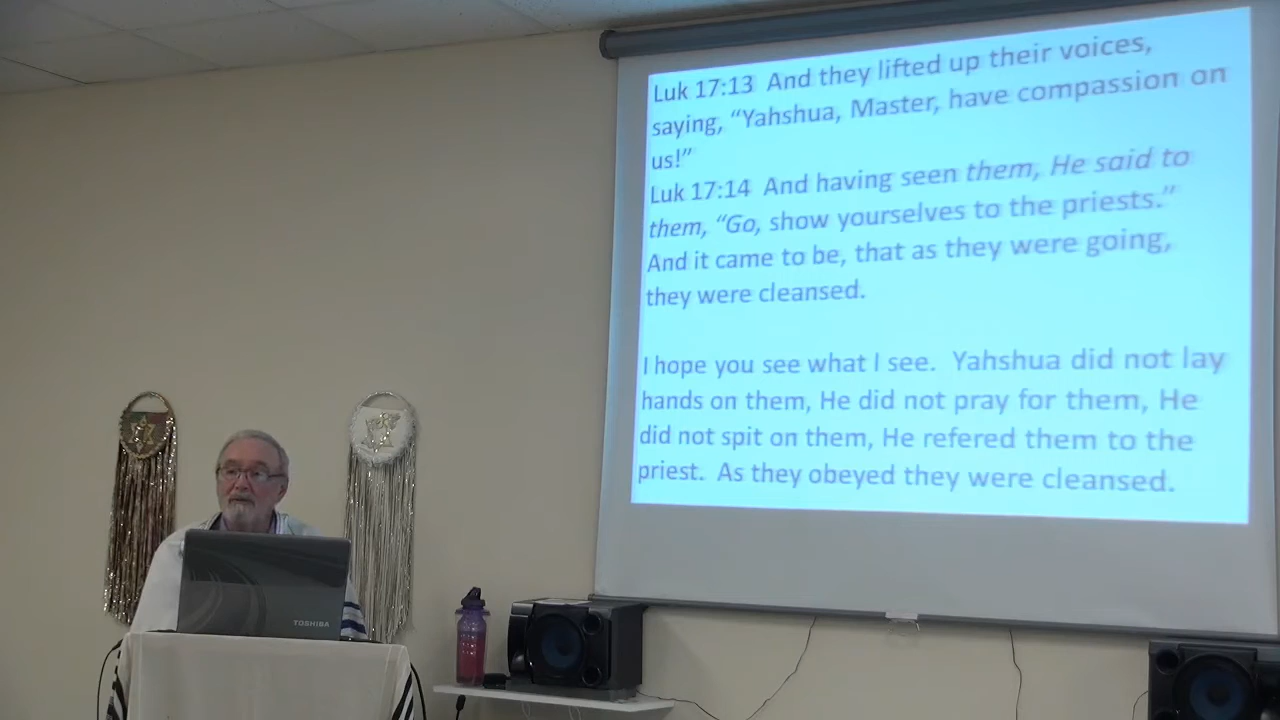 Luk 17:13  And they lifted up their voices,
saying, “Yahshua, Master, have compassion on
us!”
Luk 17:14  And having seen them, He said to
them, “Go, show yourselves to the priests.”
And it came to be, that as they were going,
they were cleansed.
I hope you see what I see.  Yahshua did not lay
hands on them, He did not pray for them, He
did not spit on them, He refered them to the
priest.  As they obeyed they were cleansed.
TOSHIBA